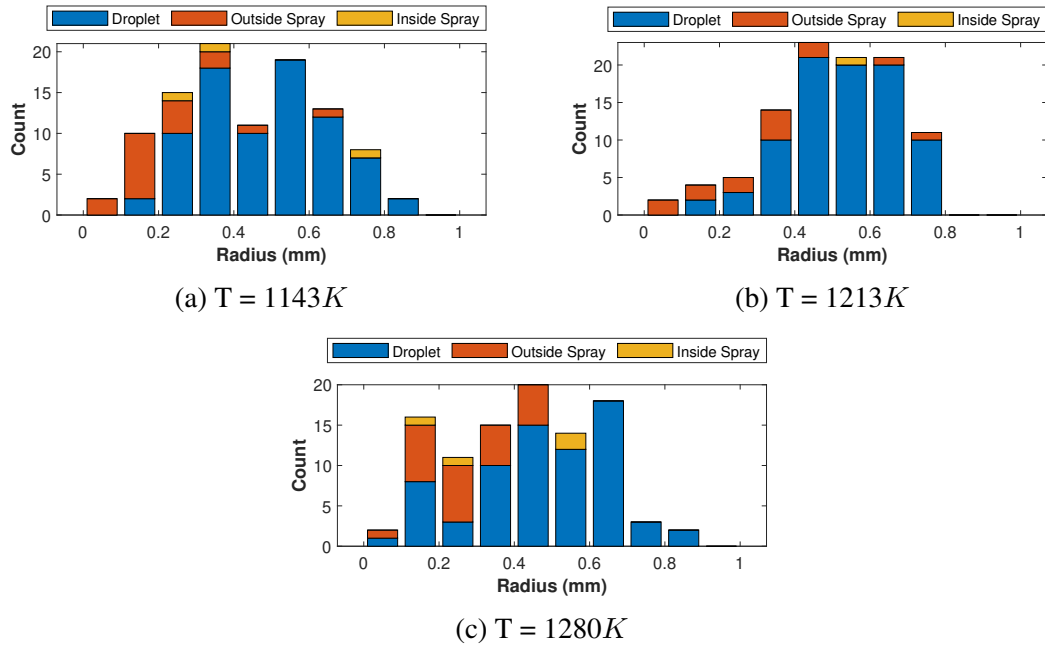 Droplet Outside Spray Inside Spray
20
15
10
5
0
Count
0 0.2 0.4 0.6 0.8 1
Radius (mm)
(a) T = 1143K
Droplet Outside Spray Inside Spray
20
15
10
5
0
Count
0 0.2 0.4 0.6 0.8 1
Radius (mm)
(b) T = 1213K
Droplet Outside Spray Inside Spray
20
15
10
5
0
Count
0 0.2 0.4 0.6 0.8 1
Radius (mm)
(c) T = 1280K